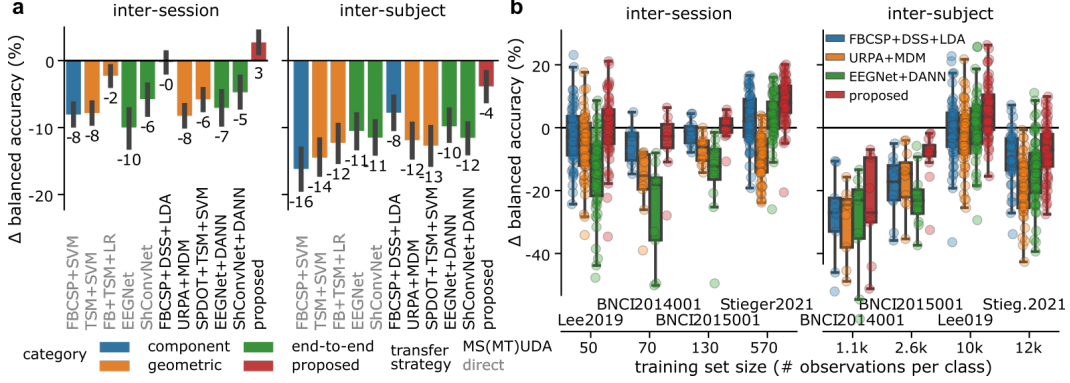 a
inter-session
inter-subject
Δ balanced accuracy (%)
0
-10
-20
-8
-8
-2
-10
-6
-0
-8
-6
-7
-5
3
-16
-14
-12
-11
-11
-8
-12
-13
-10
-12
-4
FBCSP+SVM
TSM+SVM
FB+TSM+LR
EEGNet
ShConvNet
FBCSP+DSS+LDA
URPA+MDM
SPDOT+TSM+SVM
EEGNet+DANN
ShConvNet+DANN
proposed
FBCSP+SVM
TSM+SVM
FB+TSM+LR
EEGNet
ShConvNet
FBCSP+DSS+LDA
URPA+MDM
SPDOT+TSM+SVM
EEGNet+DANN
ShConvNet+DANN
proposed
category
component
geometric
end-to-end
proposed
transfer
strategy
MS(MT)UDA
direct
b
inter-session
inter-subject
Δ balanced accuracy (%)
20
0
-20
-40
FBCSP+DSS+LDA
URPA+MDM
EEGNet+DANN
proposed
BNCI2014001
Stieger2021
Lee2019
BNCI2015001
BNCI2015001
Stieg.2021
BNCI2014001
Lee019
50
70
130
570
1.1k
2.6k
10k
12k
training set size (# observations per class)